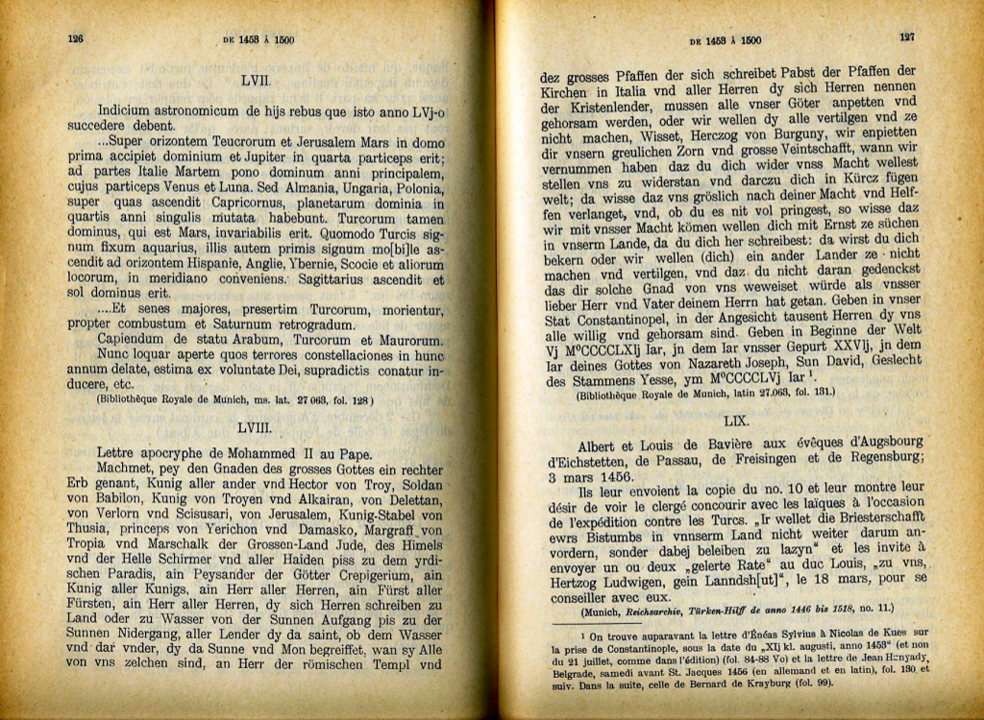 126
DE 1453 À 1500
LVII.
Indicium astronomicum de hijs rebus que isto anno LVj-o
succedere debent.
...Super orizontem Teucrorum et Jerusalem Mars in domo
prima accipiet dominium et Jupiter in quarta particeps erit;
ad partes Italie Martem pono dominum anni principalem,
cujus particeps Venus et Luna. Sed Almania, Ungaria, Polonia,
super quas ascendit Capricornus, planetarum dominia in
quartis anni singulis mutata habebunt. Turcorum tamen
dominus, qui est Mars, invariabilis erit. Quomodo Turcis sig-
num fixum aquarius, illis autem primis signum mo[bi]le as-
cendit ad orizontem Hispanie, Anglie, Ybernie, Scocie et aliorum
locorum, in meridiano conveniens. Sagittarius ascendit et
sol dominus erit.
....Et senes majores, presertim Turcorum, morientur,
propter combustum et Saturnum retrogradum.
Capiendum de statu Arabum, Turcorum et Maurorum.
Nunc loquar aperte quos terrores constellaciones in hunc
annum delate, estima ex voluntate Dei, supradictis conatur in-
ducere, etc.
(Bibliothèque Royale de Munich, ms. lat. 27 063, fol. 128)
LVIII.
Lettre apocryphe de Mohammed II au Pape.
Machmet, pey den Gnaden des grosses Gottes ein rechter
Erb genant, Kunig aller ander vnd Hector von Troy, Soldan
von Babilon, Kunig von Troyen vnd Alkairan, von Delettan,
von Verlorn vnd Scisusari, von Jerusalem, Kunig-Stabel von
Thusia, princeps von Yerichon vnd Damasko, Margraff von
Tropia vnd Marschalk der Grossen-Land Jude, des Himels
vnd der Helle Schirmer vnd aller Haiden piss zu dem yrdi-
schen Paradis, ain Peysander der Götter Crepigerium, ain
Kunig aller Kunigs, ain Herr aller Herren, ain Fürst aller
Fürsten, ain Herr aller Herren, dy sich Herren schreiben zu
Land oder zu Wasser von der Sunnen Aufgang pis zu der
Sunnen Nidergang, aller Lender dy da saint, ob dem Wasser
vnd dar vnder, dy da Sunne vnd Mon begreiffet, wan sy Alle
von vns zelchen sind, an Herr der römischen Templ vnd
DE 1453 À 1500
127
dez grosses Pfaffen der sich schreibet Pabst der Pfaffen der
Kirchen in Italia vnd aller Herren dy sich Herren nennen
der Kristenlender, mussen alle vnser Göter anpetten vnd
gehorsam werden, oder wir wellen dy alle vertilgen vnd ze
nicht machen, Wisset, Herczog von Burguny, wir enpietten
dir vnsern greulichen Zorn vnd grosse Veintschafft, wann wir
vernummen haben daz du dich wider vnss Macht wellest
stellen vns zu widerstan vnd darczu dich in Kürcz fügen
welt; da wisse daz vns gröslich nach deiner Macht vnd Helf-
fen verlanget, vnd, ob du es nit vol pringest, so wisse daz
wir mit vnsser Macht kömen wellen dich mit Ernst ze süchen
in vnserm Lande, da du dich her schreibest: da wirst du dich
bekern oder wir wellen (dich) ein ander Lander ze nicht
machen vnd vertilgen, vnd daz du nicht daran gedenckst
das dir solche Gnad von vns weweiset würde als vnsser
lieber Herr vnd Vater deinem Herrn hat getan. Geben in vnser
Stat Constantinopel, in der Angesicht tausent Herren dy vns
alle willig vnd gehorsam sind. Geben in Beginne der Welt
Vj MºCCCCLXIj Iar, jn dem Iar vnsser Gepurt XXVIj, jn dem
Iar deines Gottes von Nazareth Joseph, Sun David, Geslecht
des Stammens Yesse, ym MºCCCCLVj Iar ¹.
(Bibliothèque Royale de Munich, latin 27.063, fol. 131.)
LIX.
Albert et Louis de Bavière aux évêques d'Augsbourg
d'Eichstetten, de Passau, de Freisingen et de Regensburg;
3 mars 1456.
Ils leur envoient la copie du no. 10 et leur montre leur
désir de voir le clergé concourir avec les laïques à l'occasion
de l'expédition contre les Turcs. „Ir wellet die Briesterschafft
ewrs Bistumbs in vnnserm Land nicht weiter darum an-
vordern, sonder dabej beleiben zu lazyn" et les invite à
envoyer un ou deux „gelerte Rate" au duc Louis, „zu vns,
Hertzog Ludwigen, gein Lanndsh[ut]", le 18 mars, pour se
conseiller avec eux.
(Munich, Reichsarchiv, Türken-Hilff de anno 1446 bis 1518, no. 11.)
¹ On trouve auparavant la lettre d'Énéas Sylvius à Nicolas de Kues sur
la prise de Constantinople, sous la date du „XIj kl. augusti, anno 1453" (et non
du 21 juillet, comme dans l'édition) (fol. 84-88 Vo) et la lettre de Jean Hunyady,
Belgrade, samedi avant St. Jacques 1456 (en allemand et en latin), fol. 130 et
suiv. Dans la suite, celle de Bernard de Krayburg (fol. 99).